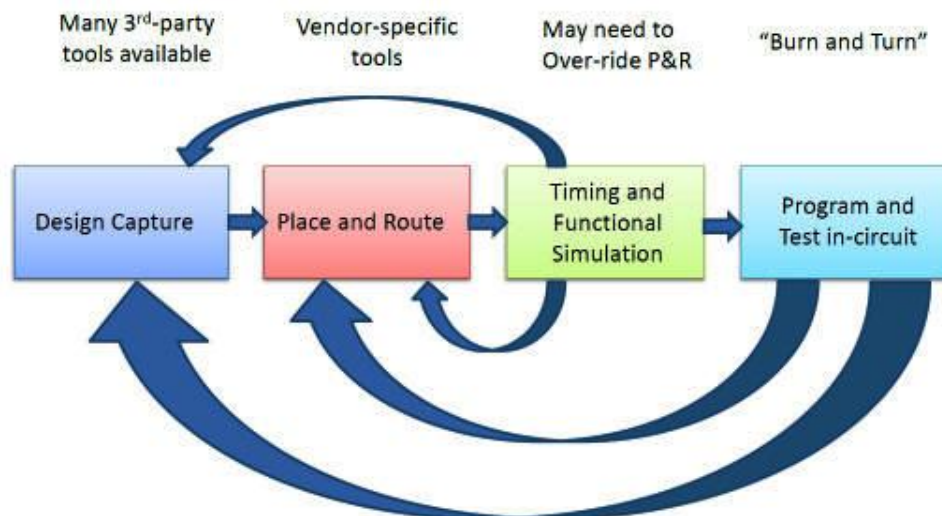 Many 3rd-party
tools available
Vendor-specific
tools
May need to
Over-ride P&R
“Burn and Turn”
Design Capture
Place and Route
Timing and
Functional
Simulation
Program and
Test in-circuit